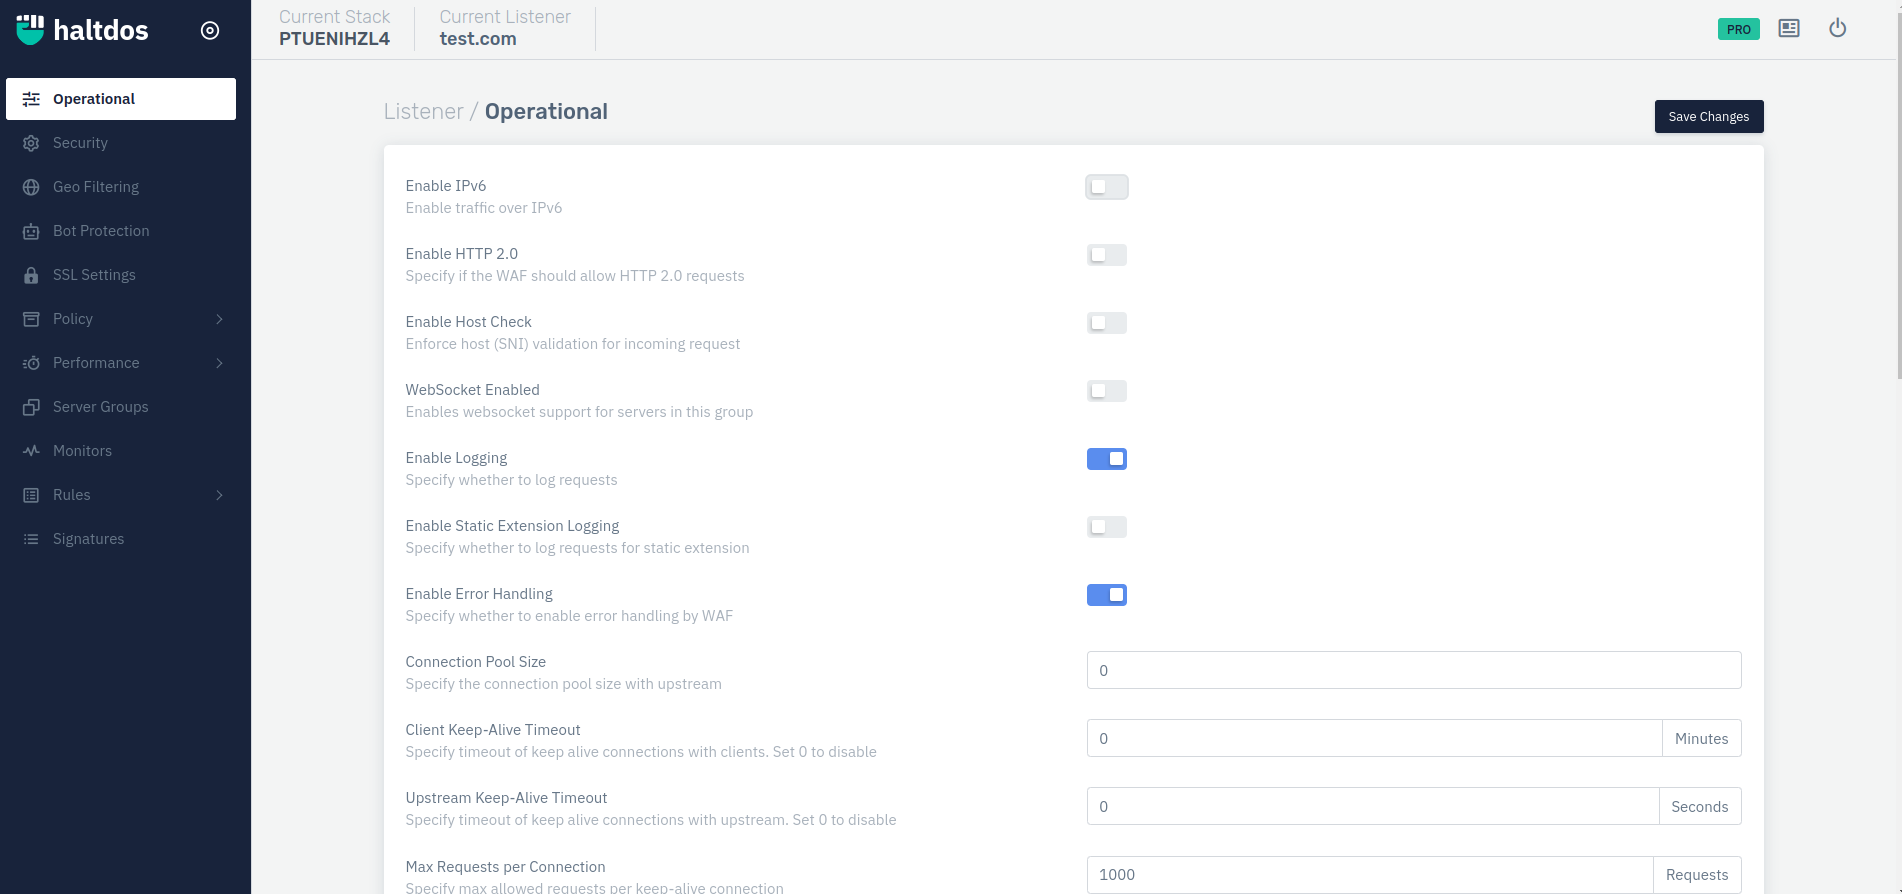 haltdos
Current Stack
PTUENIHZL4
Current Listener
test.com
PRO
Operational
Security
Geo Filtering
Bot Protection
SSL Settings
Policy
Performance
Server Groups
Monitors
Rules
Signatures
Listener / Operational
Save Changes
Enable IPv6
Enable traffic over IPv6
Enable HTTP 2.0
Specify if the WAF should allow HTTP 2.0 requests
Enable Host Check
Enforce host (SNI) validation for incoming request
WebSocket Enabled
Enables websocket support for servers in this group
Enable Logging
Specify whether to log requests
Enable Static Extension Logging
Specify whether to log requests for static extension
Enable Error Handling
Specify whether to enable error handling by WAF
Connection Pool Size
Specify the connection pool size with upstream
0
Client Keep-Alive Timeout
Specify timeout of keep alive connections with clients. Set 0 to disable
0 Minutes
Upstream Keep-Alive Timeout
Specify timeout of keep alive connections with upstream. Set 0 to disable
0 Seconds
Max Requests per Connection
Specify max allowed requests per keep-alive connection
1000 Requests